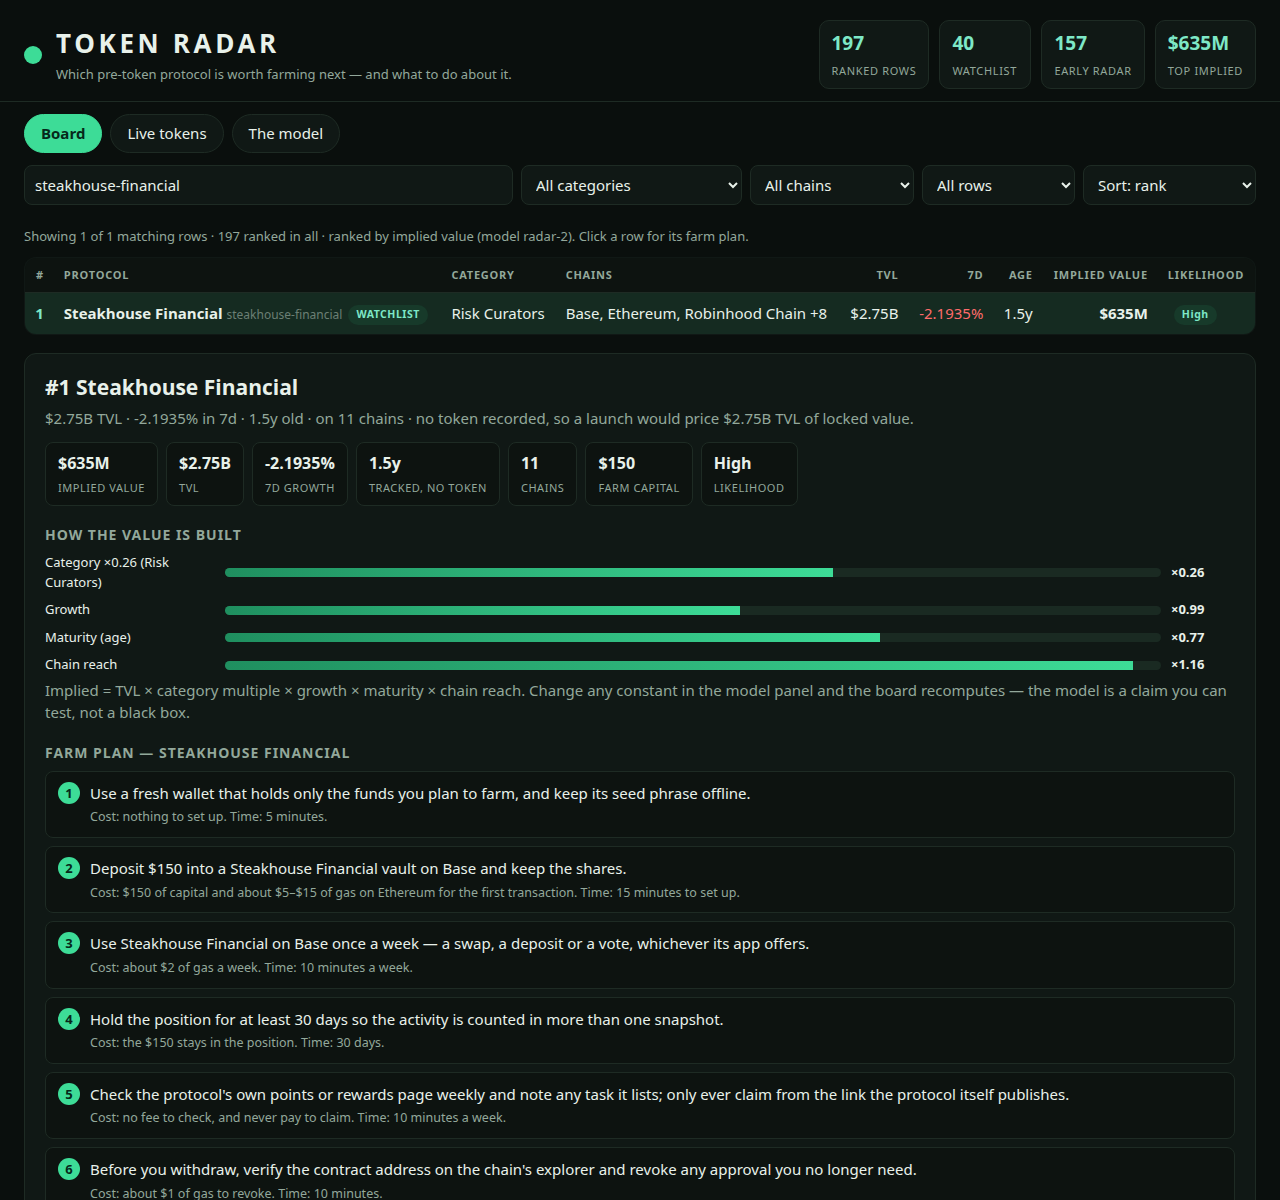 TOKEN RADAR
Which pre-token protocol is worth farming next — and what to do about it.
197
RANKED ROWS
40
WATCHLIST
157
EARLY RADAR
$635M
TOP IMPLIED
Board
Live tokens
The model
steakhouse-financial
All categories
All chains
All rows
Sort: rank
Showing 1 of 1 matching rows · 197 ranked in all · ranked by implied value (model radar-2). Click a row for its farm plan.
# PROTOCOL CATEGORY CHAINS TVL 7D AGE IMPLIED VALUE LIKELIHOOD
1 Steakhouse Financial steakhouse-financial WATCHLIST Risk Curators Base, Ethereum, Robinhood Chain +8 $2.75B -2.1935% 1.5y $635M High
#1 Steakhouse Financial
$2.75B TVL · -2.1935% in 7d · 1.5y old · on 11 chains · no token recorded, so a launch would price $2.75B TVL of locked value.
$635M
IMPLIED VALUE
$2.75B
TVL
-2.1935%
7D GROWTH
1.5y
TRACKED, NO TOKEN
11
CHAINS
$150
FARM CAPITAL
High
LIKELIHOOD
HOW THE VALUE IS BUILT
Category ×0.26 (Risk
Curators)
×0.26
Growth ×0.99
Maturity (age) ×0.77
Chain reach ×1.16
Implied = TVL × category multiple × growth × maturity × chain reach. Change any constant in the model panel and the board recomputes — the model is a claim you can
test, not a black box.
FARM PLAN — STEAKHOUSE FINANCIAL
1 Use a fresh wallet that holds only the funds you plan to farm, and keep its seed phrase offline.
Cost: nothing to set up. Time: 5 minutes.
2 Deposit $150 into a Steakhouse Financial vault on Base and keep the shares.
Cost: $150 of capital and about $5–$15 of gas on Ethereum for the first transaction. Time: 15 minutes to set up.
3 Use Steakhouse Financial on Base once a week — a swap, a deposit or a vote, whichever its app offers.
Cost: about $2 of gas a week. Time: 10 minutes a week.
4 Hold the position for at least 30 days so the activity is counted in more than one snapshot.
Cost: the $150 stays in the position. Time: 30 days.
5 Check the protocol's own points or rewards page weekly and note any task it lists; only ever claim from the link the protocol itself publishes.
Cost: no fee to check, and never pay to claim. Time: 10 minutes a week.
6 Before you withdraw, verify the contract address on the chain's explorer and revoke any approval you no longer need.
Cost: about $1 of gas to revoke. Time: 10 minutes.